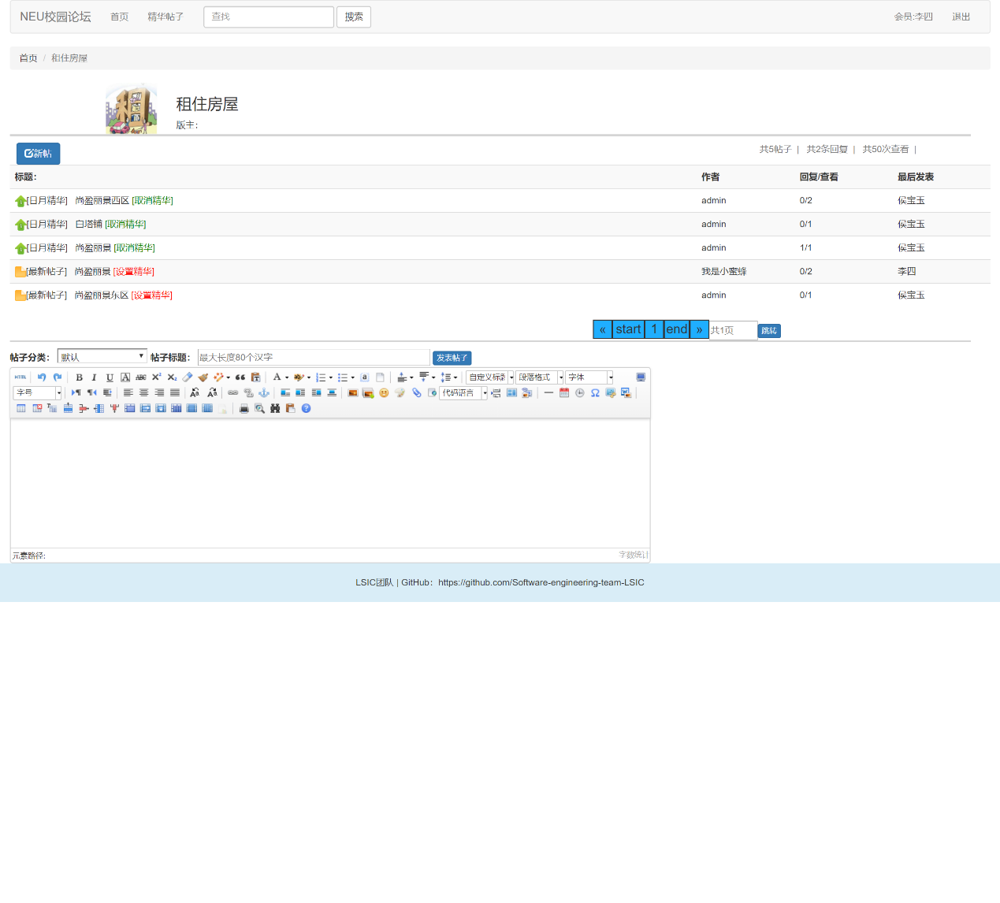 NEU校园论坛 首页 精华帖子 查找 搜索 会员:李四 退出
首页 / 租住房屋
租住房屋
版主：
新帖 共5帖子 | 共2条回复 | 共50次查看 |
标题： 作者 回复/查看 最后发表
[日月精华] 尚盈丽景西区 [取消精华] admin 0/2 侯宝玉
[日月精华] 白塔铺 [取消精华] admin 0/1 侯宝玉
[日月精华] 尚盈丽景 [取消精华] admin 1/1 侯宝玉
[最新帖子] 尚盈丽景 [设置精华] 我是小蜜蜂 0/2 李四
[最新帖子] 尚盈丽景东区 [设置精华] admin 0/1 侯宝玉
« start 1 end » 共1页 跳转
帖子分类： 默认 帖子标题： 最大长度80个汉字 发表帖子
HTML B I U A ABC X² X₂ A a 自定义标题 段落格式 字体
字号 代码语言
元素路径: 字数统计
LSIC团队 | GitHub：https://github.com/Software-engineering-team-LSIC